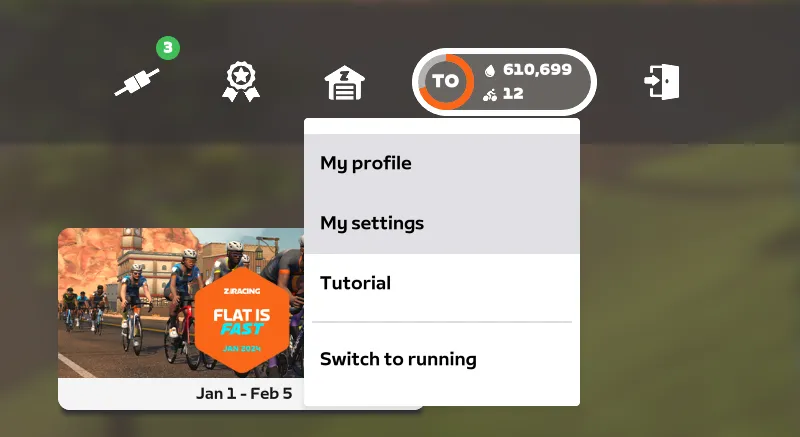 3
Z
TO
610,699
12
My profile
My settings
Tutorial
Switch to running
Z//RACING
FLAT IS
FAST
JAN 2024
Jan 1 - Feb 5